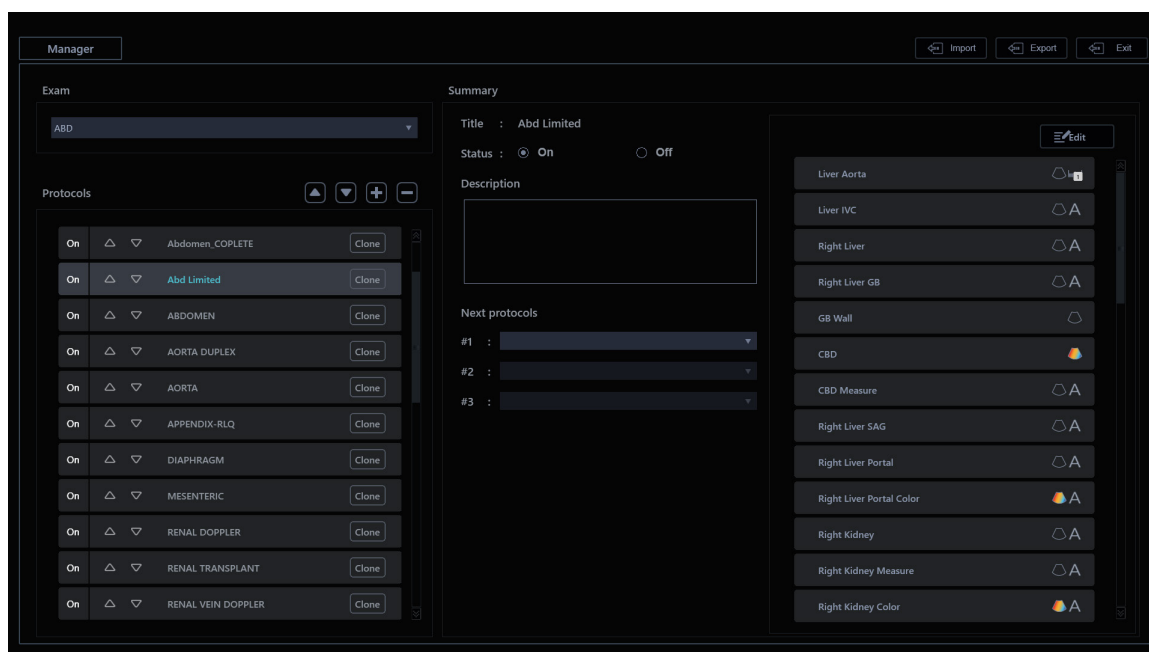 Manager
Import
Export
Exit
Exam
ABD
Protocols
On Abdomen_COPLETE Clone
On Abd Limited Clone
On ABDOMEN Clone
On AORTA DUPLEX Clone
On AORTA Clone
On APPENDIX-RLQ Clone
On DIAPHRAGM Clone
On MESENTERIC Clone
On RENAL DOPPLER Clone
On RENAL TRANSPLANT Clone
On RENAL VEIN DOPPLER Clone
Summary
Title : Abd Limited
Status : On Off
Description
Next protocols
#1 :
#2 :
#3 :
Edit
Liver Aorta 1
Liver IVC A
Right Liver A
Right Liver GB A
GB Wall
CBD
CBD Measure A
Right Liver SAG A
Right Liver Portal A
Right Liver Portal Color A
Right Kidney A
Right Kidney Measure A
Right Kidney Color A